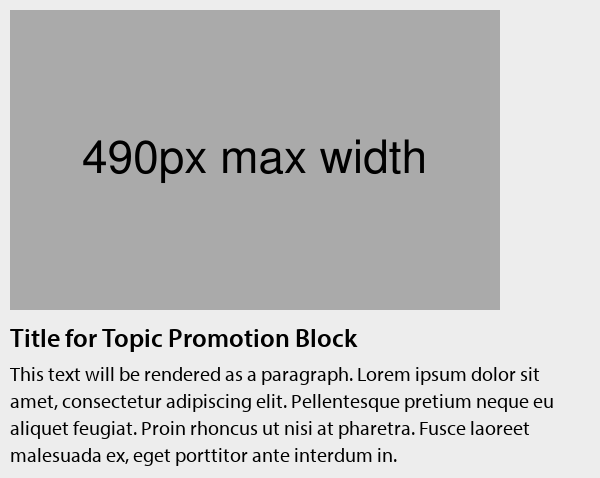 490px max width
Title for Topic Promotion Block
This text will be rendered as a paragraph. Lorem ipsum dolor sit
amet, consectetur adipiscing elit. Pellentesque pretium neque eu
aliquet feugiat. Proin rhoncus ut nisi at pharetra. Fusce laoreet
malesuada ex, eget porttitor ante interdum in.